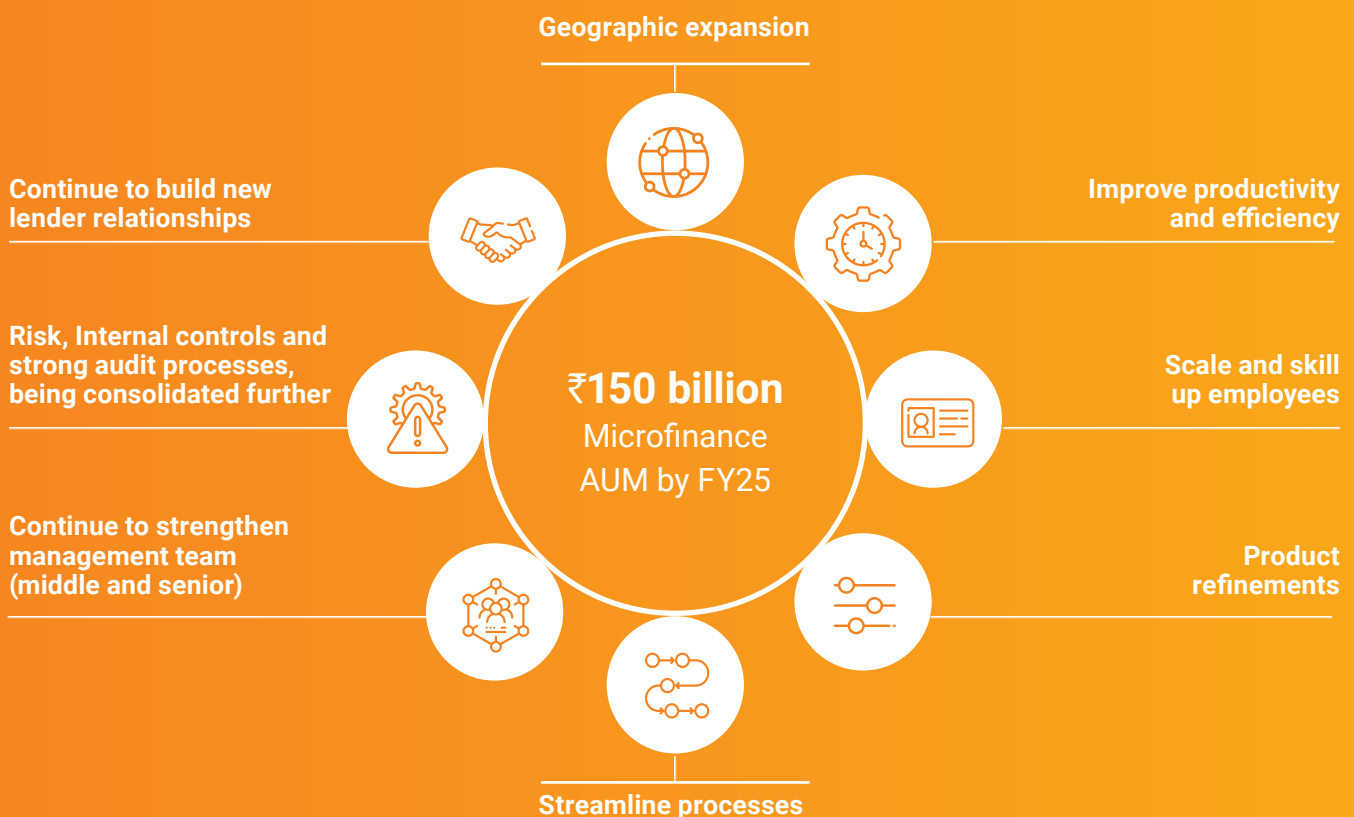 Geographic expansion
Continue to build new
lender relationships
Improve productivity
and efficiency
Risk, Internal controls and
strong audit processes,
being consolidated further
₹150 billion
Microfinance
AUM by FY25
Scale and skill
up employees
Continue to strengthen
management team
(middle and senior)
Product
refinements
Streamline processes